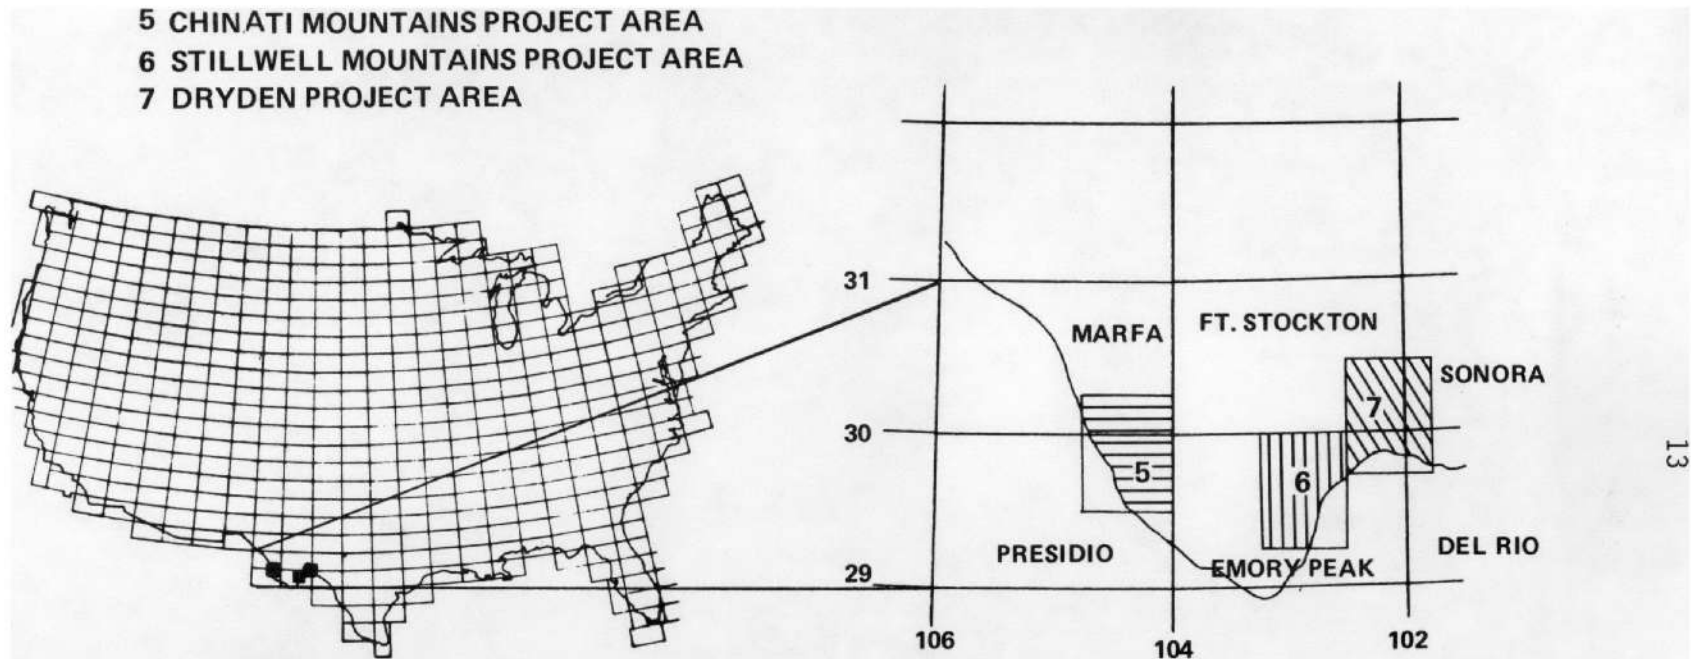 5 CHINATI MOUNTAINS PROJECT AREA
6 STILLWELL MOUNTAINS PROJECT AREA
7 DRYDEN PROJECT AREA
31
MARFA
FT. STOCKTON
SONORA
7
30
5
6
13
PRESIDIO
EMORY PEAK
DEL RIO
29
106
104
102